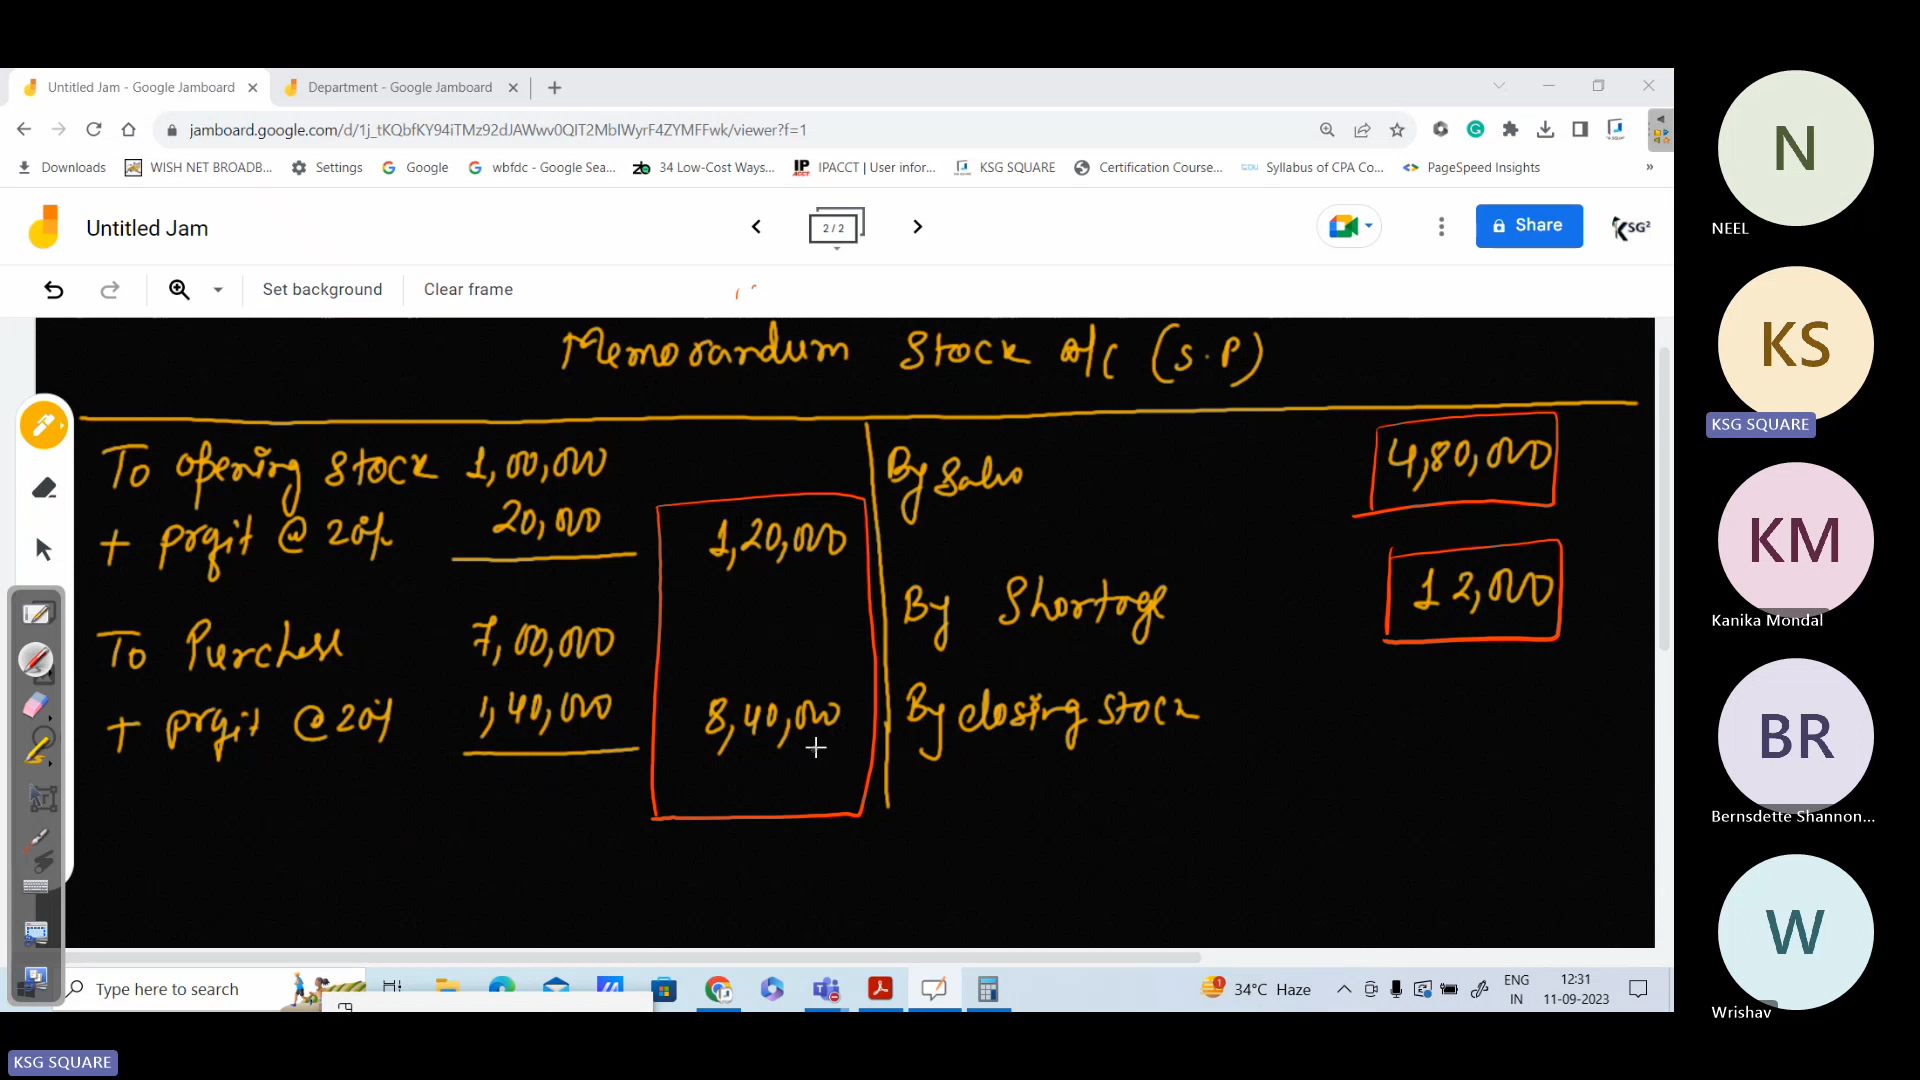 Untitled Jam - Google Jamboard
Department - Google Jamboard
jamboard.google.com/d/1j_tKQbfKY94iTMz92dJAWwv0QIT2MbIWyrF4ZYMFFwk/viewer?f=1
Downloads
WISH NET BROADB...
Settings
Google
wbfdc - Google Sea...
34 Low-Cost Ways...
IPACCT | User infor...
KSG SQUARE
Certification Course...
Syllabus of CPA Co...
PageSpeed Insights
»
Untitled Jam
2 / 2
Share
KSG²
Set background
Clear frame
Memorandum Stock A/c (S.P)
To opening Stock 1,00,000
+ profit @ 20% 20,000 1,20,000
To Purchase 7,00,000
+ profit @ 20% 1,40,000 8,40,000
By Sales 4,80,000
By Shortage 12,000
By closing stock
Type here to search
34°C Haze
ENG
IN
12:31
11-09-2023
N
NEEL
KS
KSG SQUARE
KM
Kanika Mondal
BR
Bernsdette Shannon...
W
Wrishav
KSG SQUARE